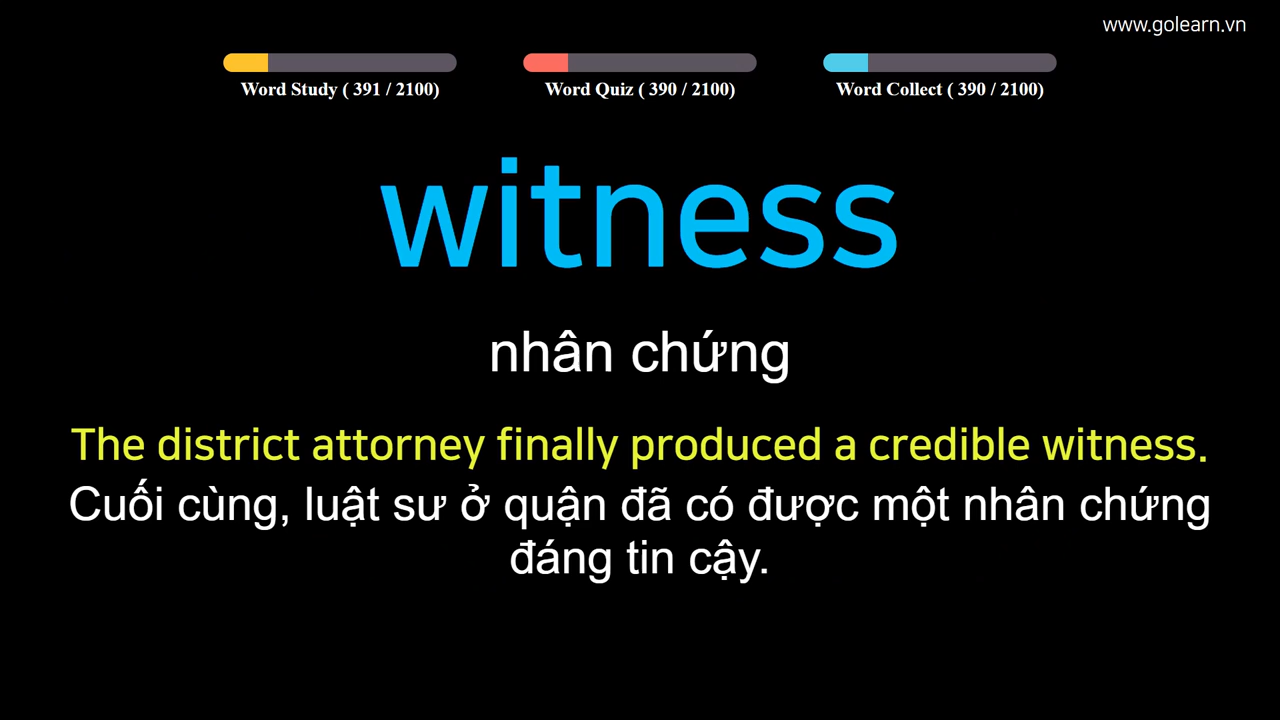 www.golearn.vn
Word Study ( 391 / 2100)
Word Quiz ( 390 / 2100)
Word Collect ( 390 / 2100)
witness
nhân chứng
The district attorney finally produced a credible witness.
Cuối cùng, luật sư ở quận đã có được một nhân chứng
đáng tin cậy.